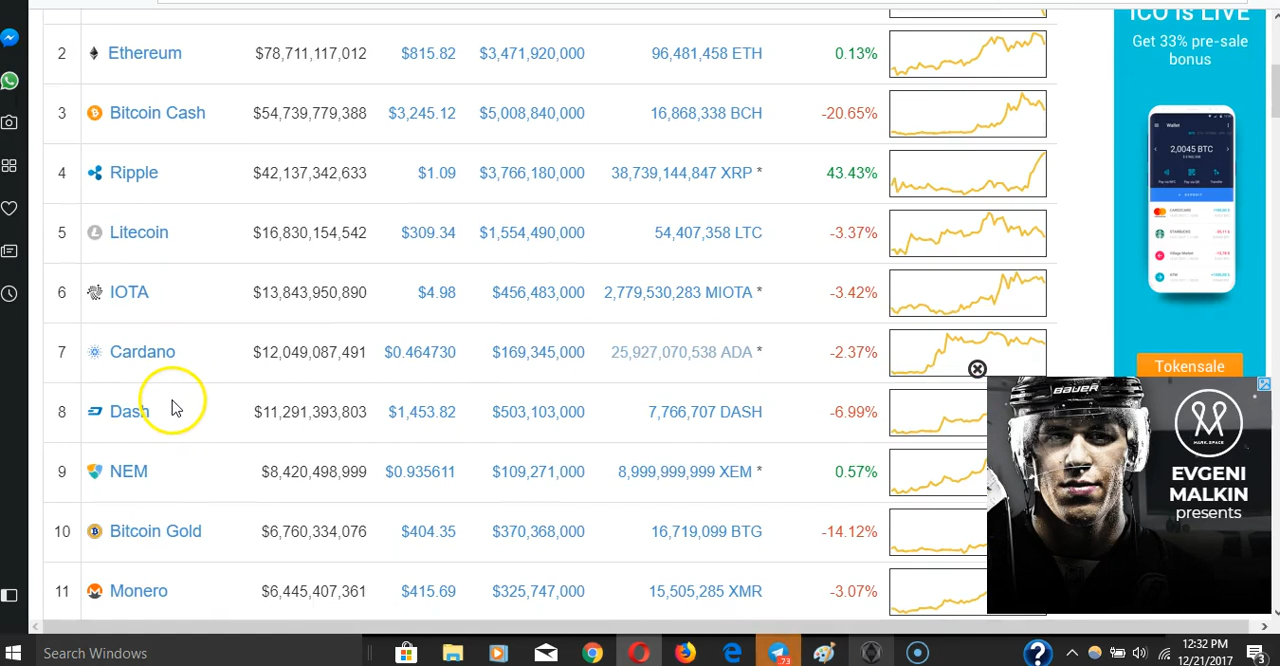 ICO is LIVE
Get 33% pre-sale
bonus
2 Ethereum $78,711,117,012 $815.82 $3,471,920,000 96,481,458 ETH 0.13%
3 Bitcoin Cash $54,739,779,388 $3,245.12 $5,008,840,000 16,868,338 BCH -20.65%
4 Ripple $42,137,342,633 $1.09 $3,766,180,000 38,739,144,847 XRP * 43.43%
5 Litecoin $16,830,154,542 $309.34 $1,554,490,000 54,407,358 LTC -3.37%
6 IOTA $13,843,950,890 $4.98 $456,483,000 2,779,530,283 MIOTA * -3.42%
7 Cardano $12,049,087,491 $0.464730 $169,345,000 25,927,070,538 ADA * -2.37%
8 Dash $11,291,393,803 $1,453.82 $503,103,000 7,766,707 DASH -6.99%
9 NEM $8,420,498,999 $0.935611 $109,271,000 8,999,999,999 XEM * 0.57%
10 Bitcoin Gold $6,760,334,076 $404.35 $370,368,000 16,719,099 BTG -14.12%
11 Monero $6,445,407,361 $415.69 $325,747,000 15,505,285 XMR -3.07%
Wallet
2,0045 BTC
Tokensale
BAUER
MARK.SPACE
EVGENI
MALKIN
presents
Search Windows
73
12:32 PM
12/21/2017
3